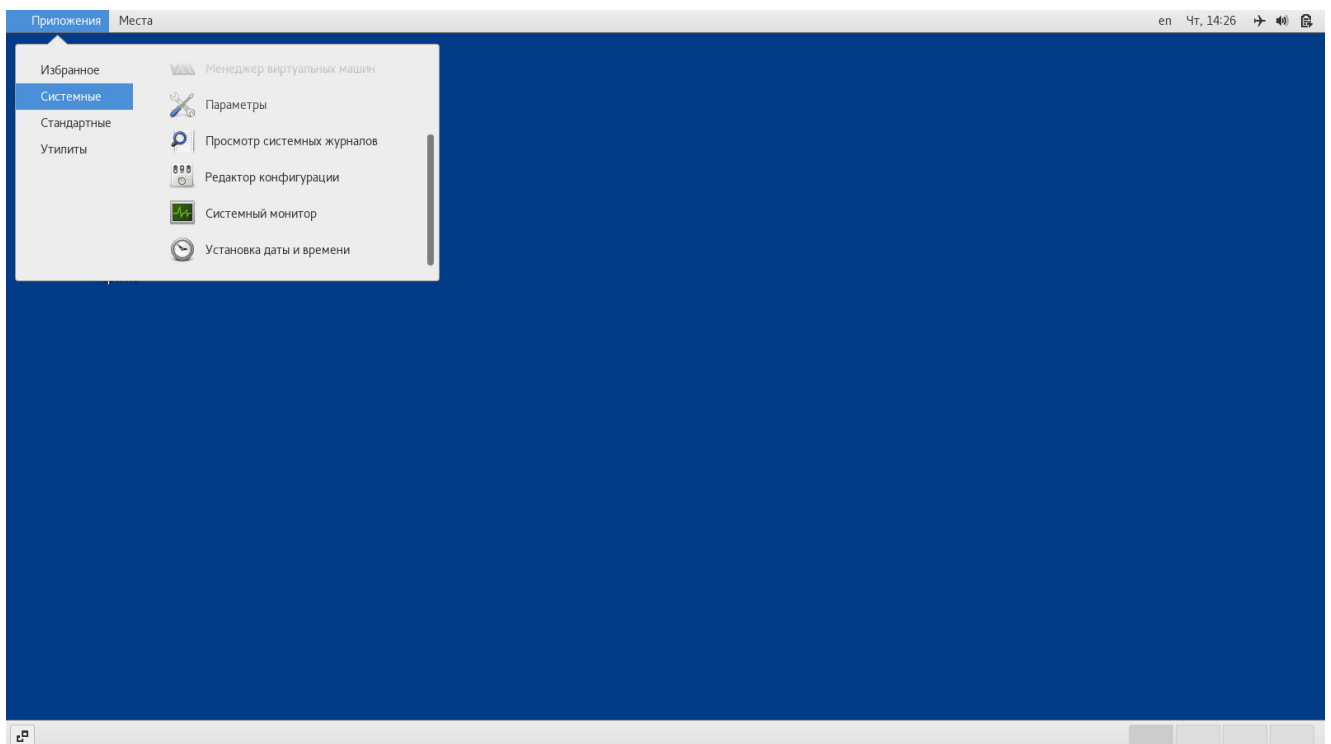 Приложения Места en Чт, 14:26
Избранное
Системные
Стандартные
Утилиты
Менеджер виртуальных машин
Параметры
Просмотр системных журналов
Редактор конфигурации
Системный монитор
Установка даты и времени